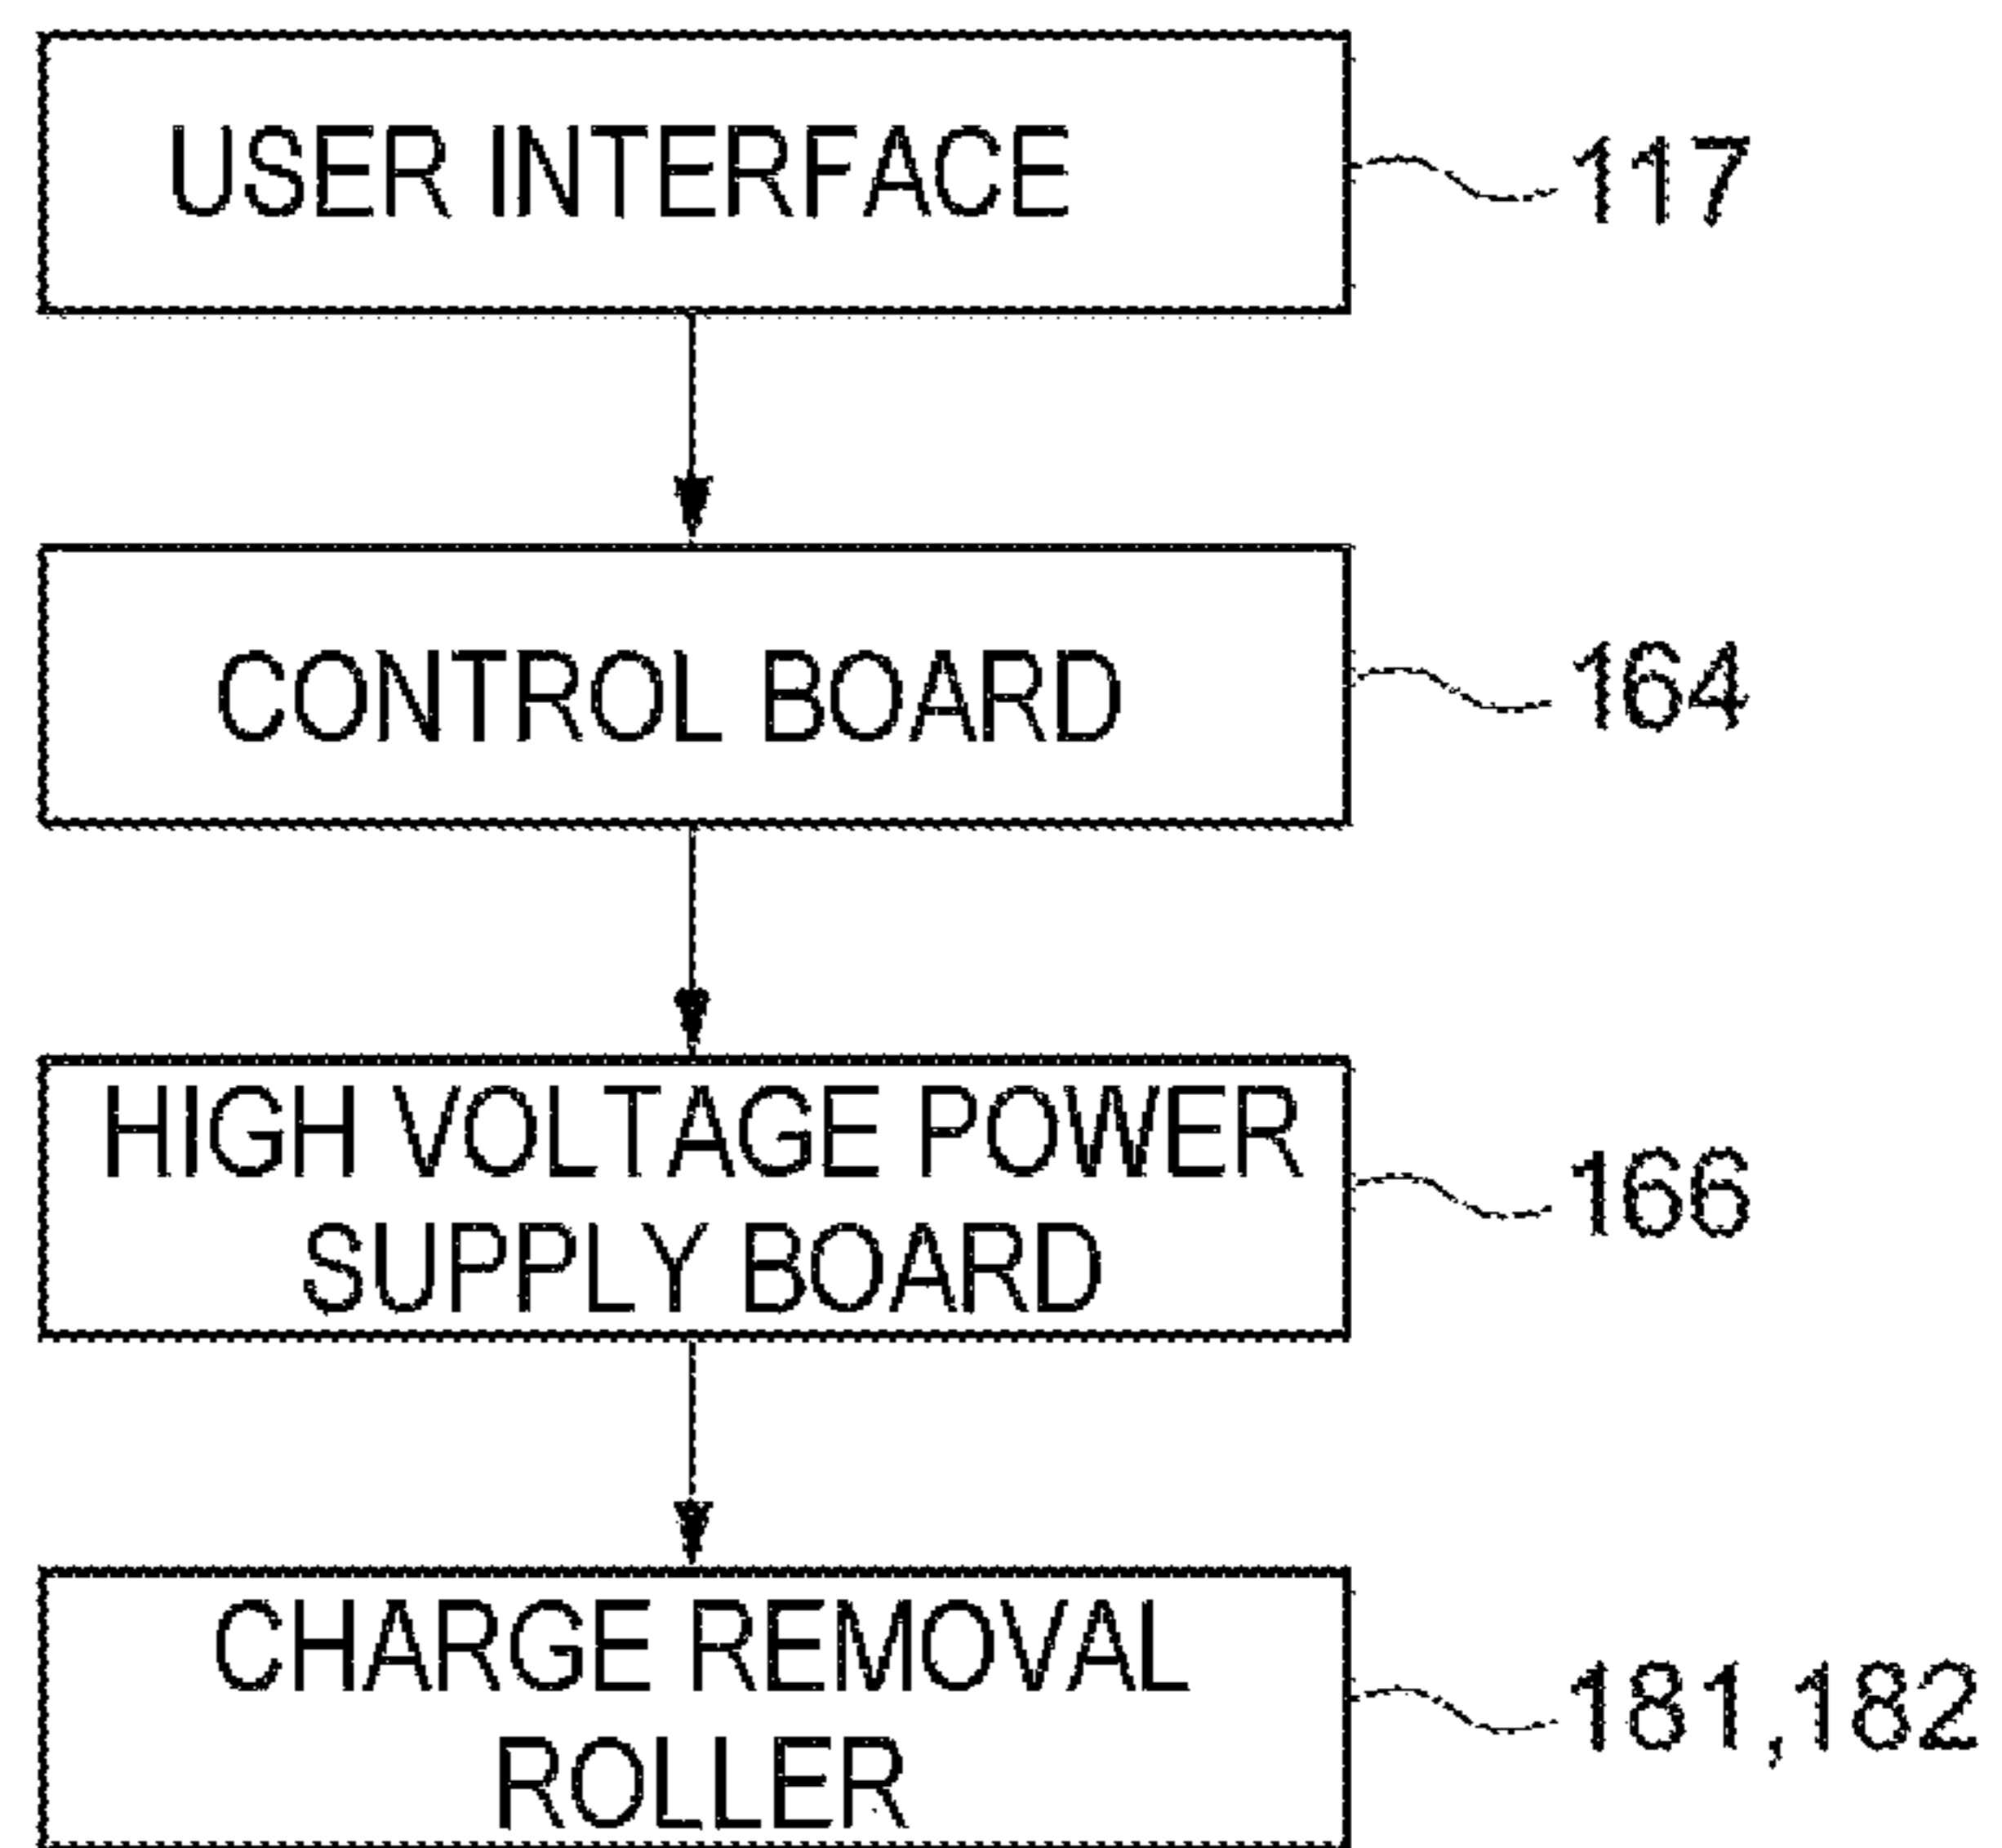 USER INTERFACE
117
CONTROL BOARD
164
HIGH VOLTAGE POWER
SUPPLY BOARD
166
CHARGE REMOVAL
ROLLER
181,182